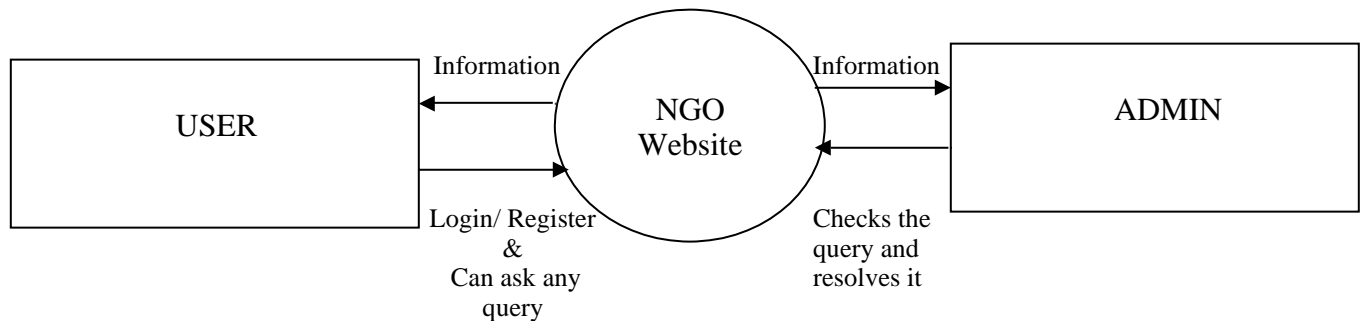 USER
Information
Login/ Register
&
Can ask any
query
NGO
Website
Information
Checks the
query and
resolves it
ADMIN